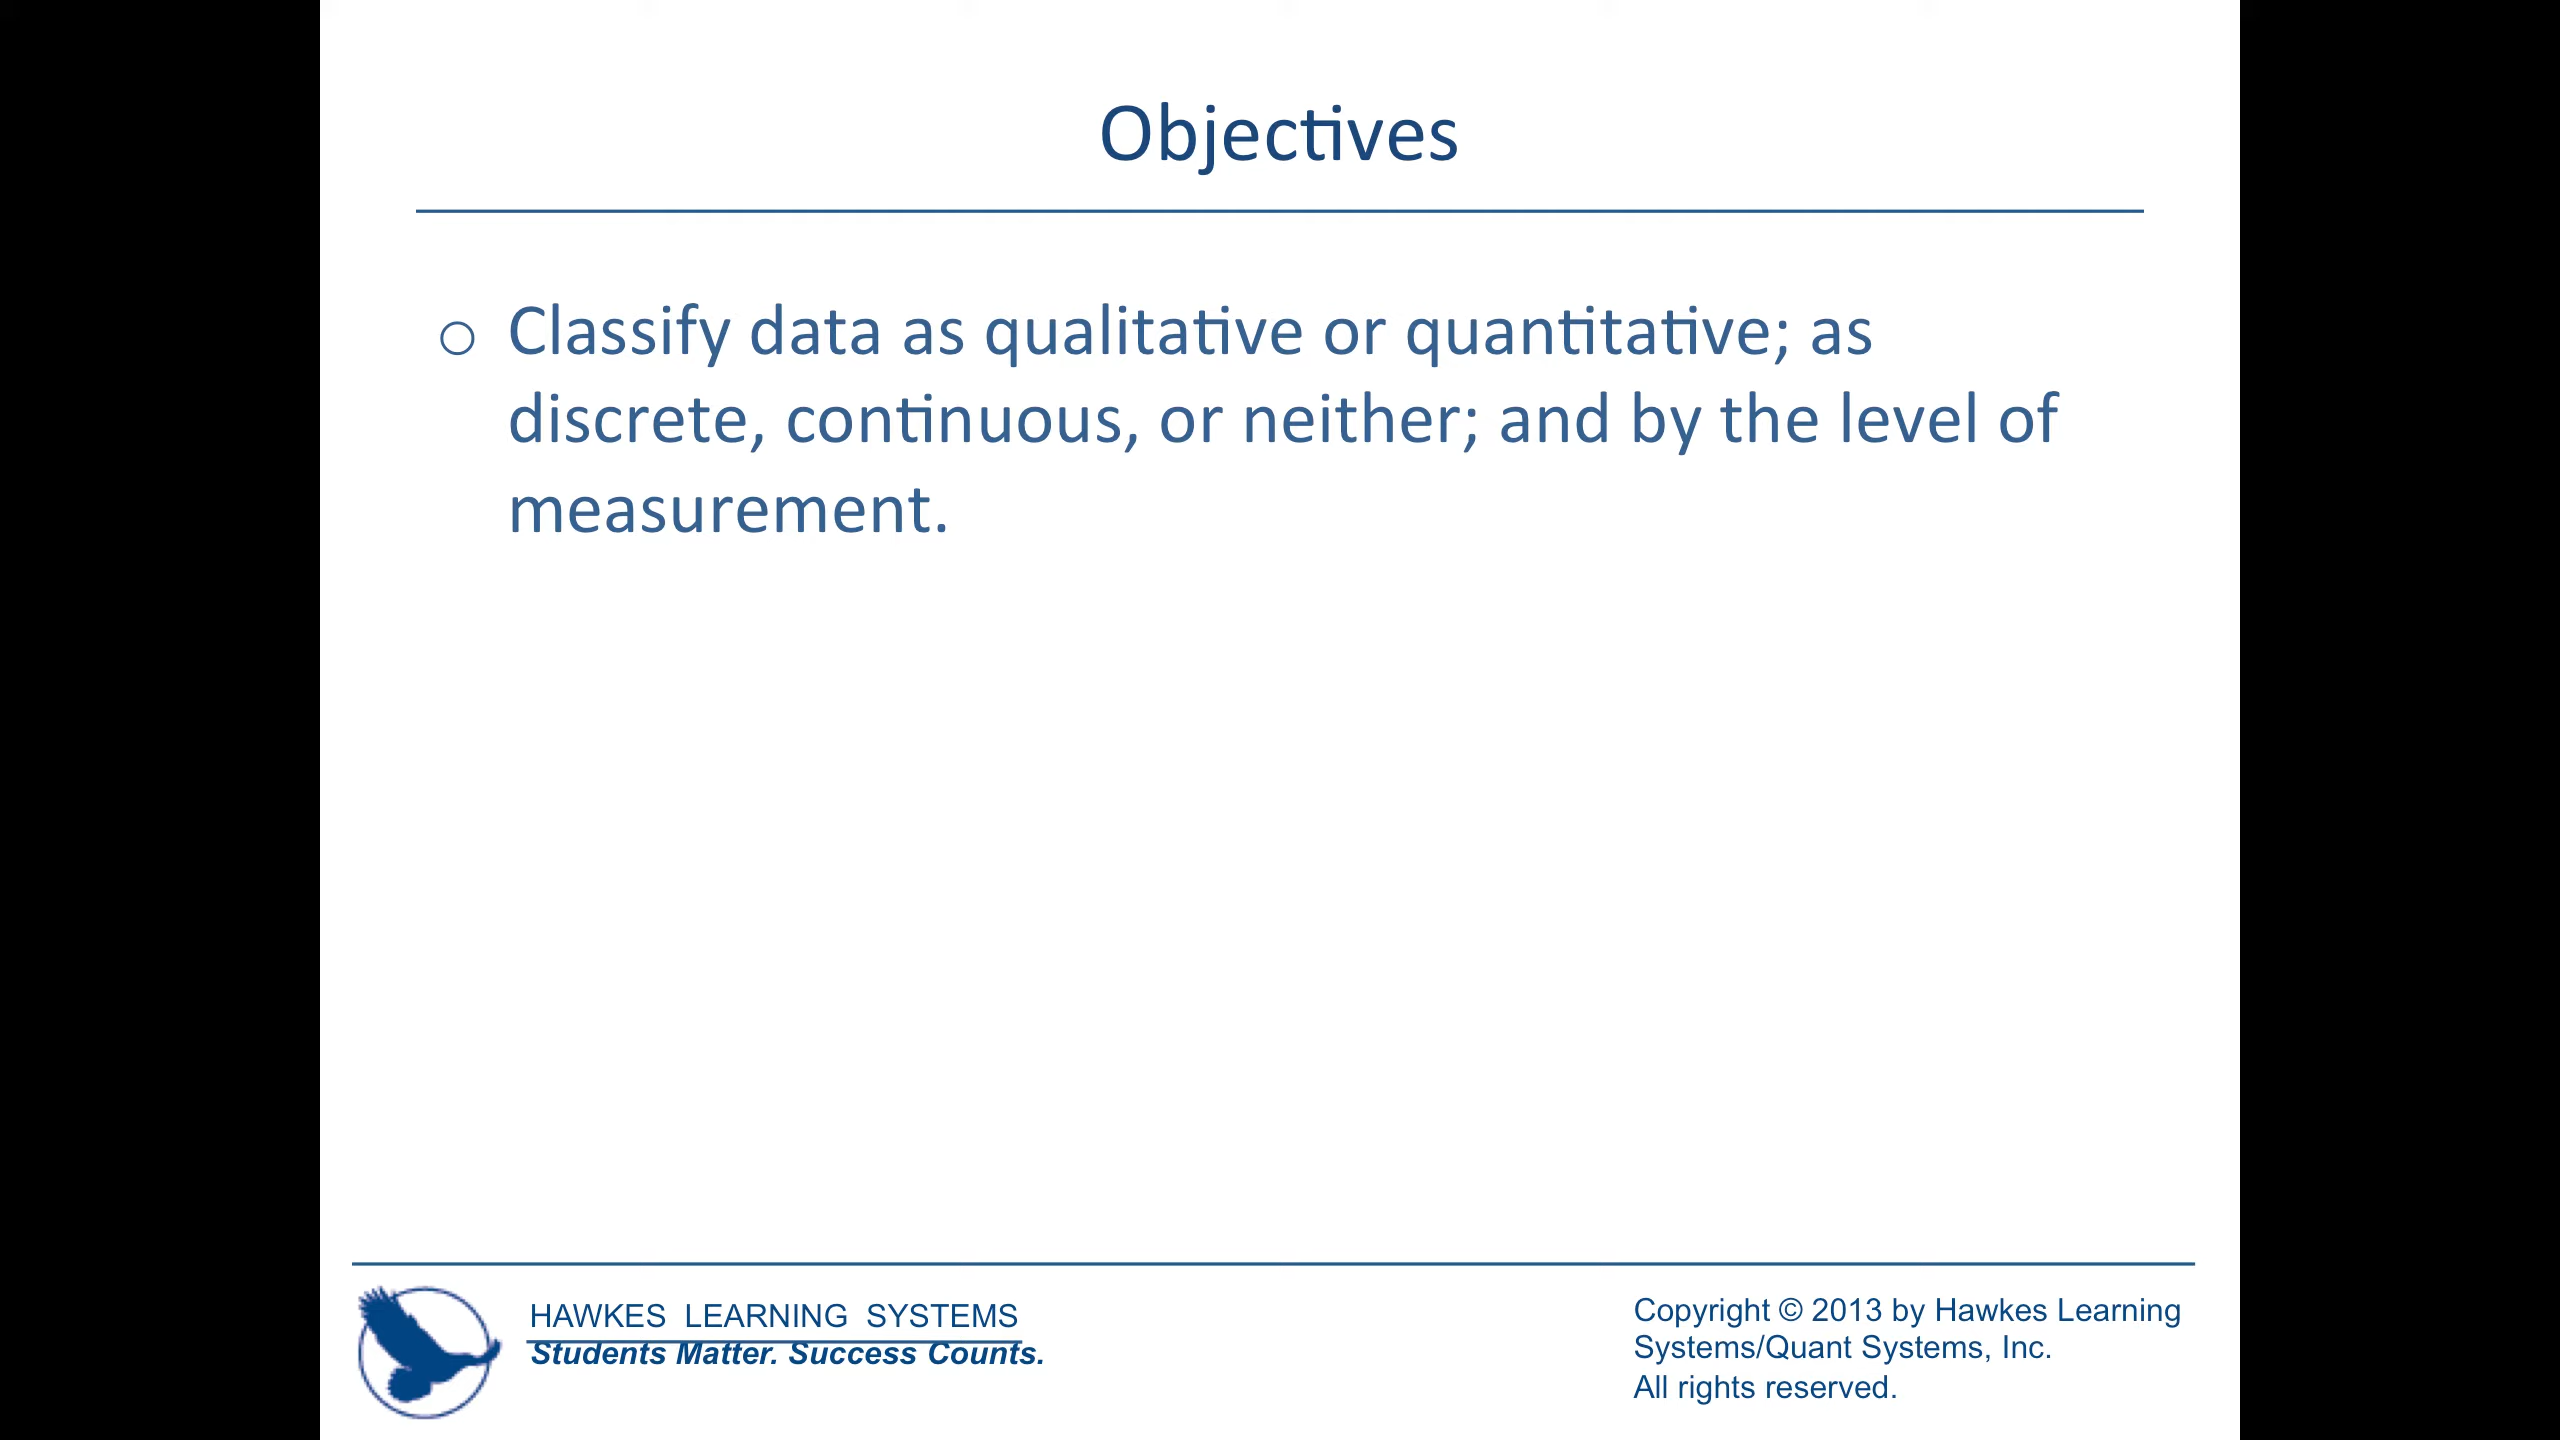 Objectives
○ Classify data as qualitative or quantitative; as
discrete, continuous, or neither; and by the level of
measurement.
HAWKES LEARNING SYSTEMS
Students Matter. Success Counts.
Copyright © 2013 by Hawkes Learning
Systems/Quant Systems, Inc.
All rights reserved.